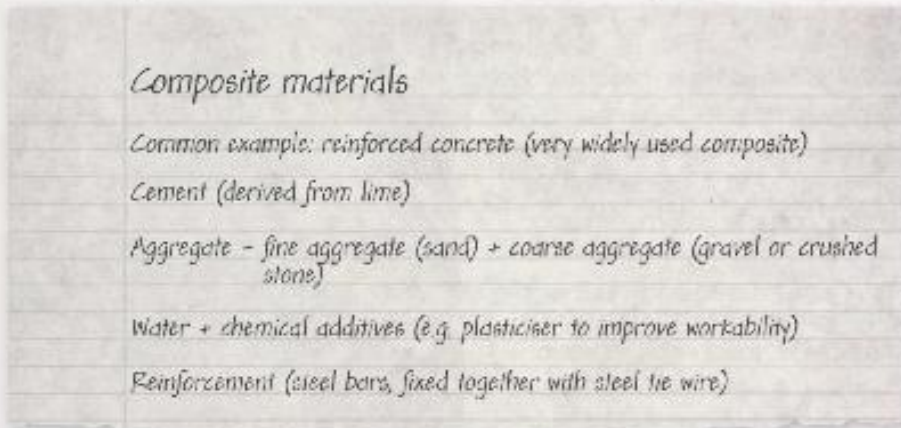 Composite materials
Common example: reinforced concrete (very widely used composite)
Cement (derived from lime)
Aggregate – fine aggregate (sand) + coarse aggregate (gravel or crushed
stone)
Water + chemical additives (e.g. plasticiser to improve workability)
Reinforcement (steel bars, fixed together with steel tie wire)